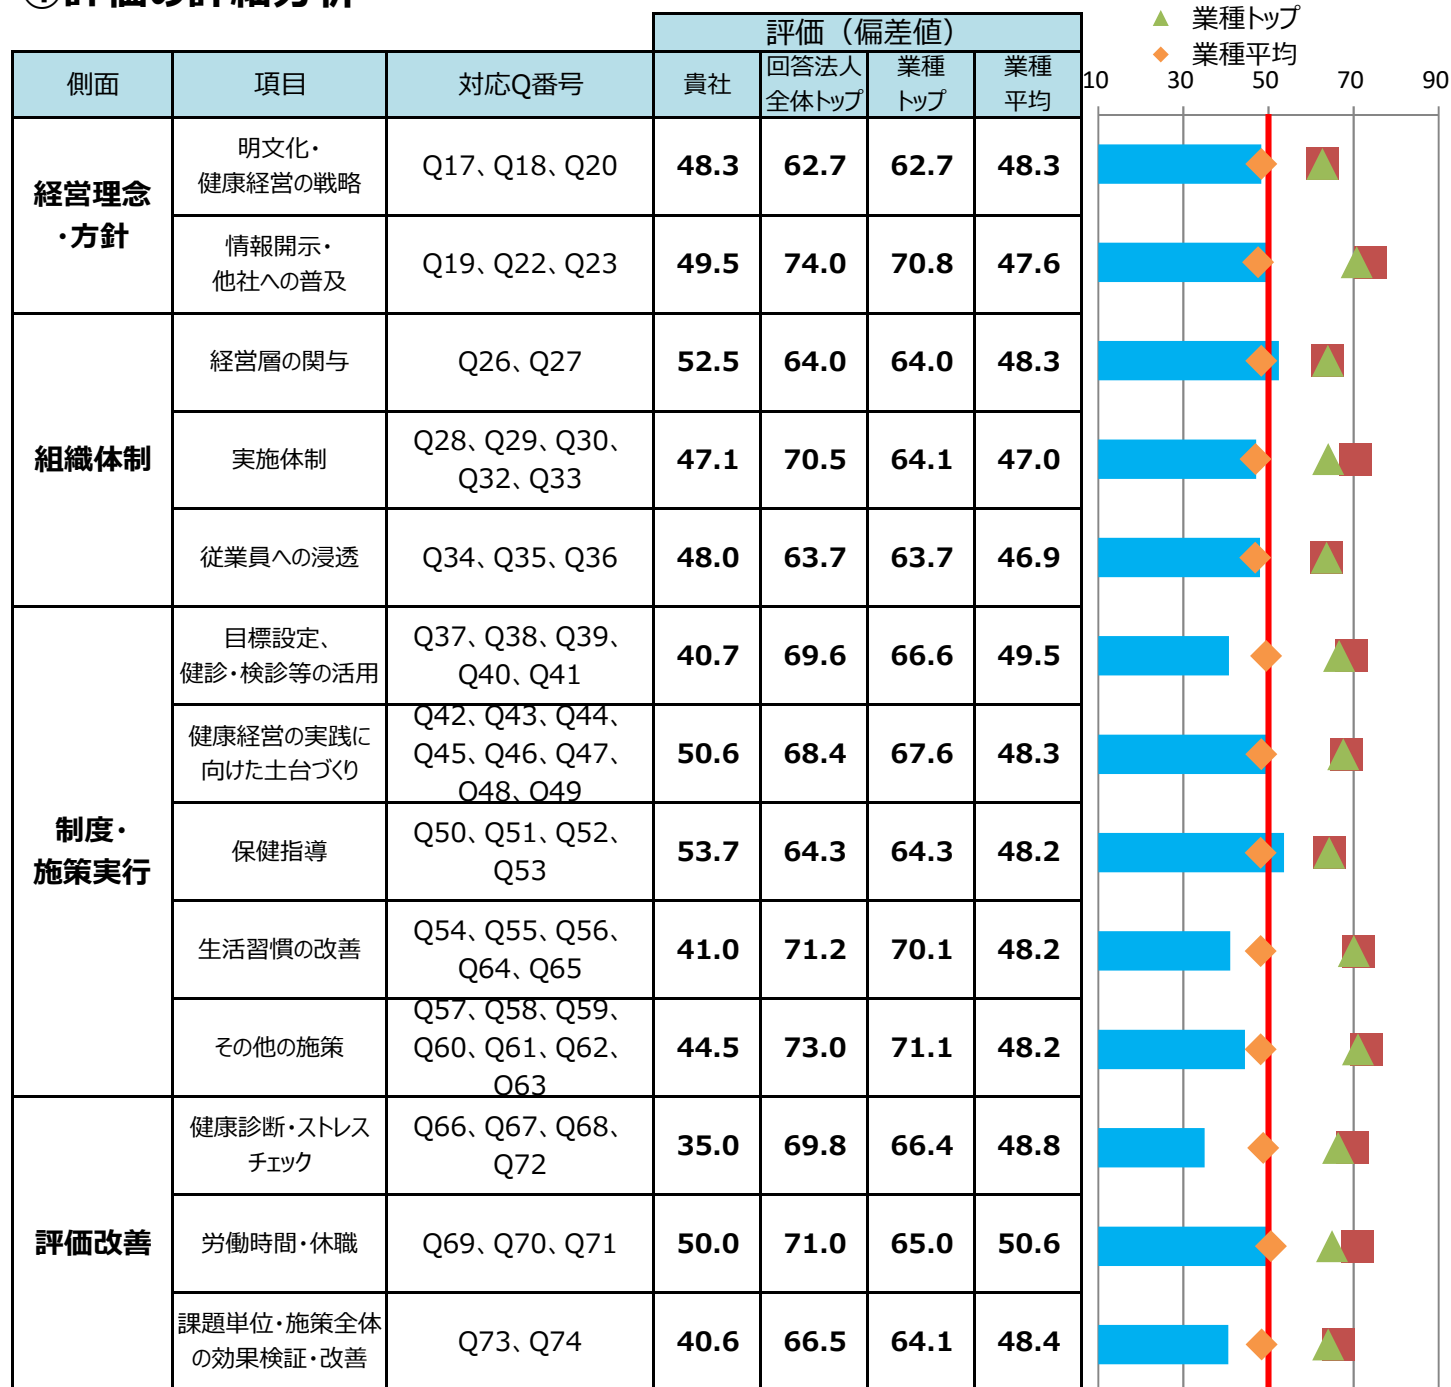 ①評価の詳細分析
▲ 業種トップ
◆ 業種平均
評価（偏差値）
側面 項目 対応Q番号 貴社 回答法人 業種 業種
全体トップ トップ 平均
10 30 50 70 90
経営理念
・方針
明文化・
健康経営の戦略
Q17、Q18、Q20
48.3 62.7 62.7 48.3
情報開示・
他社への普及
Q19、Q22、Q23
49.5 74.0 70.8 47.6
組織体制
経営層の関与
Q26、Q27
52.5 64.0 64.0 48.3
実施体制
Q28、Q29、Q30、
Q32、Q33
47.1 70.5 64.1 47.0
従業員への浸透
Q34、Q35、Q36
48.0 63.7 63.7 46.9
制度・
施策実行
目標設定、
健診・検診等の活用
Q37、Q38、Q39、
Q40、Q41
40.7 69.6 66.6 49.5
健康経営の実践に
向けた土台づくり
Q42、Q43、Q44、
Q45、Q46、Q47、
Q48、Q49
50.6 68.4 67.6 48.3
保健指導
Q50、Q51、Q52、
Q53
53.7 64.3 64.3 48.2
生活習慣の改善
Q54、Q55、Q56、
Q64、Q65
41.0 71.2 70.1 48.2
その他の施策
Q57、Q58、Q59、
Q60、Q61、Q62、
Q63
44.5 73.0 71.1 48.2
評価改善
健康診断・ストレス
チェック
Q66、Q67、Q68、
Q72
35.0 69.8 66.4 48.8
労働時間・休職
Q69、Q70、Q71
50.0 71.0 65.0 50.6
課題単位・施策全体
の効果検証・改善
Q73、Q74
40.6 66.5 64.1 48.4